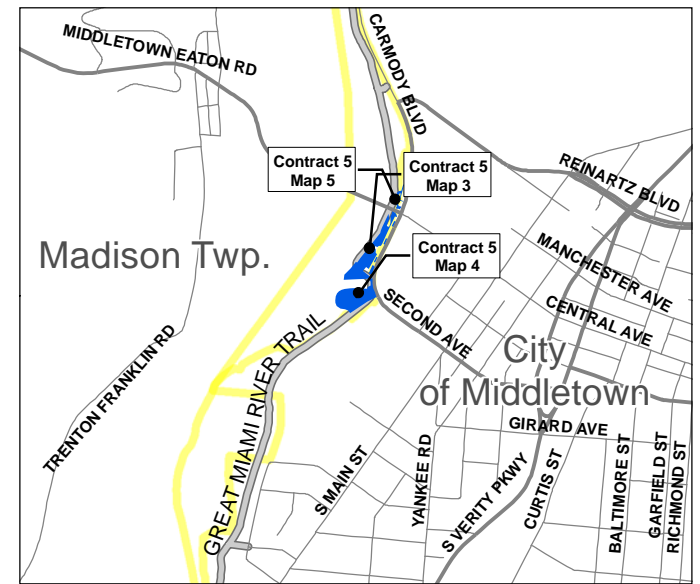 MIDDLETOWN EATON RD
CARMODY BLVD
REINARTZ BLVD
Contract 5
Map 5
Contract 5
Map 3
Contract 5
Map 4
Madison Twp.
MANCHESTER AVE
CENTRAL AVE
SECOND AVE
City
of Middletown
GREAT MIAMI RIVER TRAIL
TRENTON FRANKLIN RD
GIRARD AVE
S MAIN ST
YANKEE RD
S VERITY PKWY
CURTIS ST
BALTIMORE ST
GARFIELD ST
RICHMOND ST